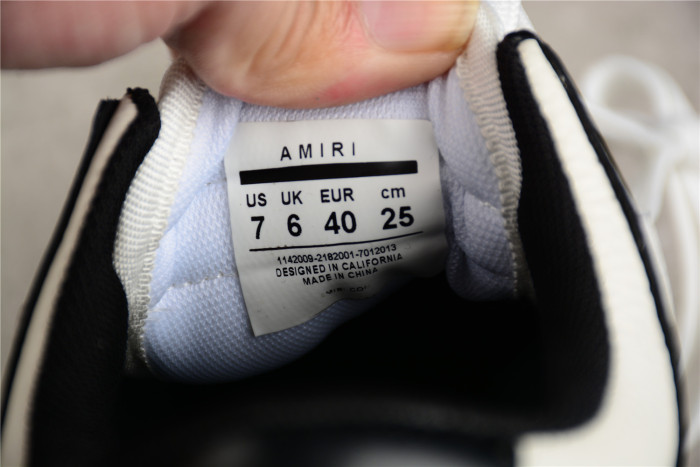 AMIRI
US UK EUR cm
7 6 40 25
1142009-2182001-7012013
DESIGNED IN CALIFORNIA
MADE IN CHINA